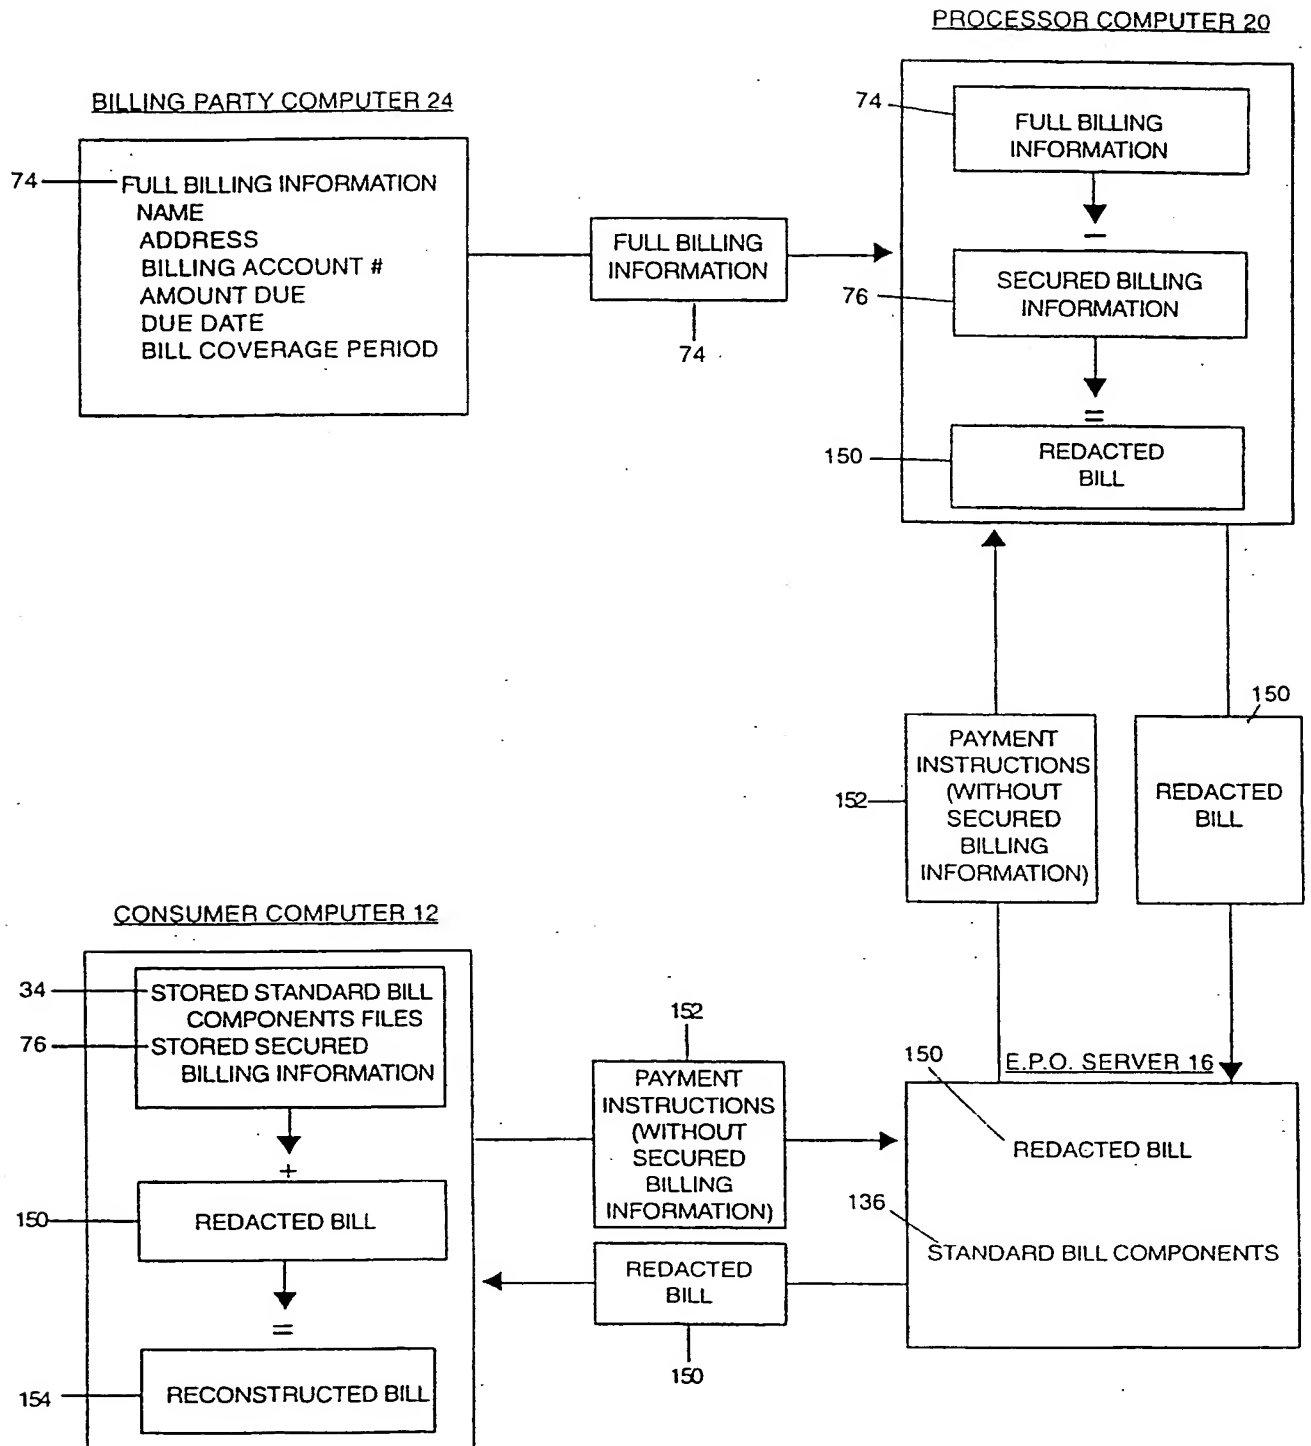 PROCESSOR COMPUTER 20
BILLING PARTY COMPUTER 24
74
FULL BILLING INFORMATION
NAME
ADDRESS
BILLING ACCOUNT #
AMOUNT DUE
DUE DATE
BILL COVERAGE PERIOD
FULL BILLING
INFORMATION
74
74
FULL BILLING
INFORMATION
–
76
SECURED BILLING
INFORMATION
=
150
REDACTED
BILL
152
PAYMENT
INSTRUCTIONS
(WITHOUT
SECURED
BILLING
INFORMATION)
150
REDACTED
BILL
CONSUMER COMPUTER 12
34
STORED STANDARD BILL
COMPONENTS FILES
76
STORED SECURED
BILLING INFORMATION
+
150
REDACTED BILL
=
154
RECONSTRUCTED BILL
152
PAYMENT
INSTRUCTIONS
(WITHOUT
SECURED
BILLING
INFORMATION)
REDACTED
BILL
150
150
E.P.O. SERVER 16
REDACTED BILL
136
STANDARD BILL COMPONENTS